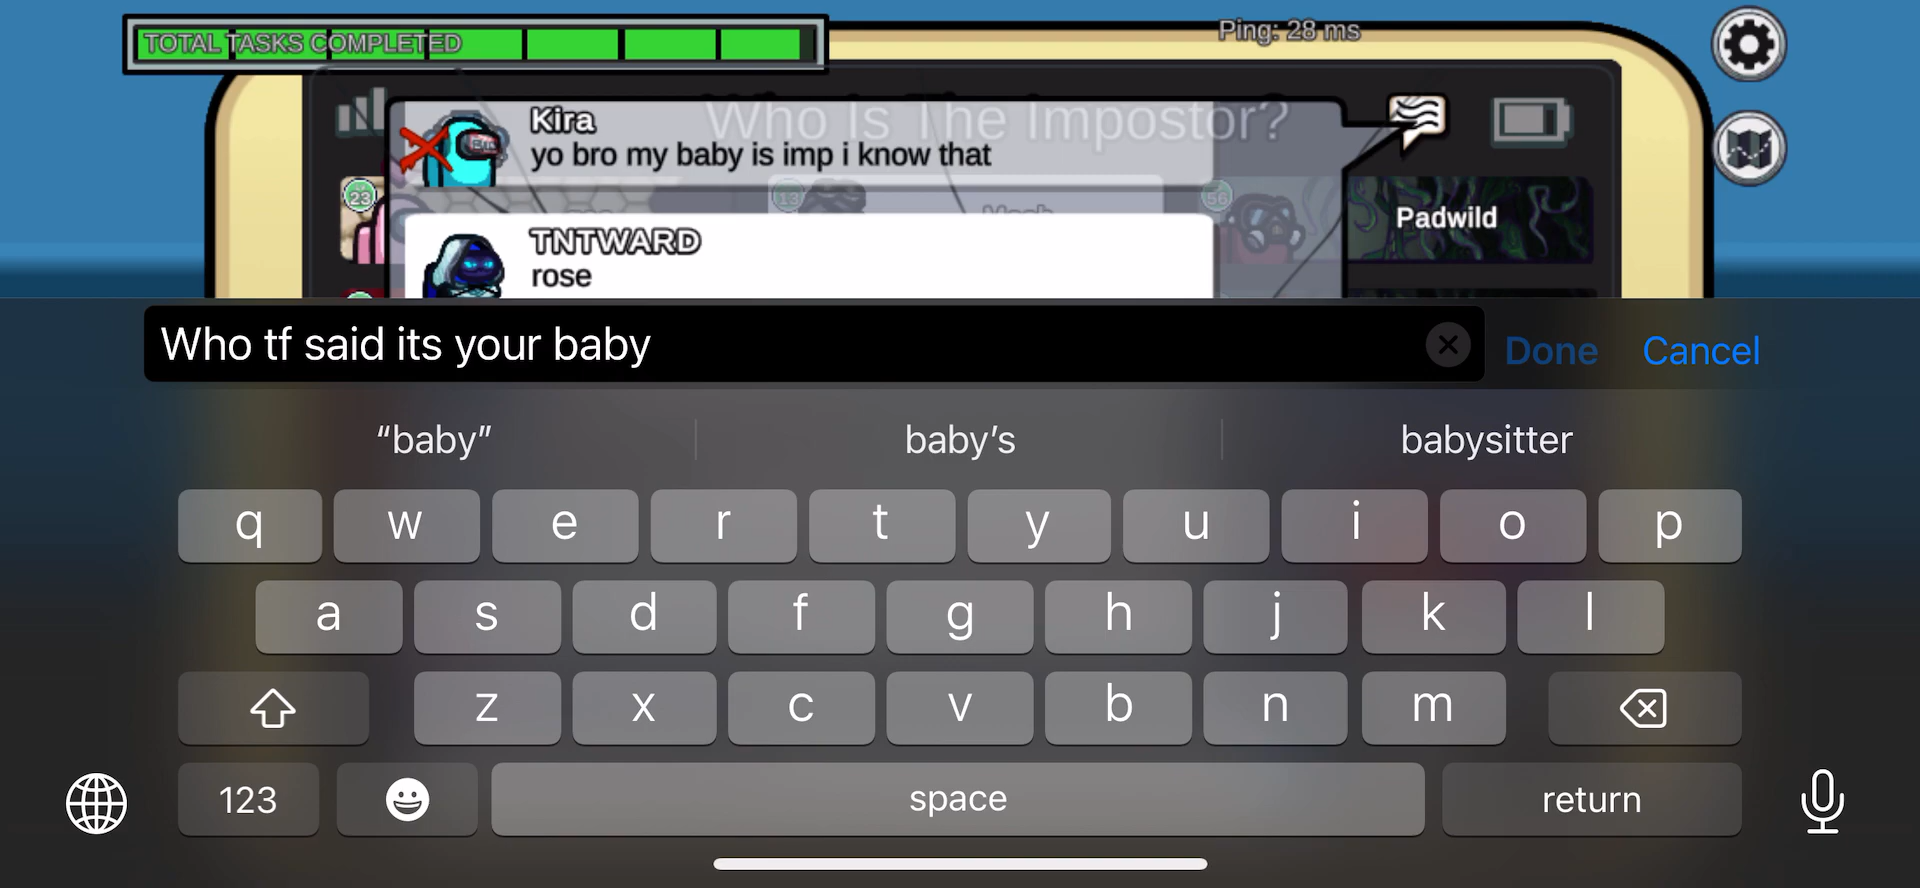 TOTAL TASKS COMPLETED
Ping: 28 ms
Who Is The Impostor?
Kira
yo bro my baby is imp i know that
23
13
56
Padwild
TNTWARD
rose
Who tf said its your baby
Done
Cancel
“baby”
baby’s
babysitter
q w e r t y u i o p
a s d f g h j k l
z x c v b n m
123
space
return